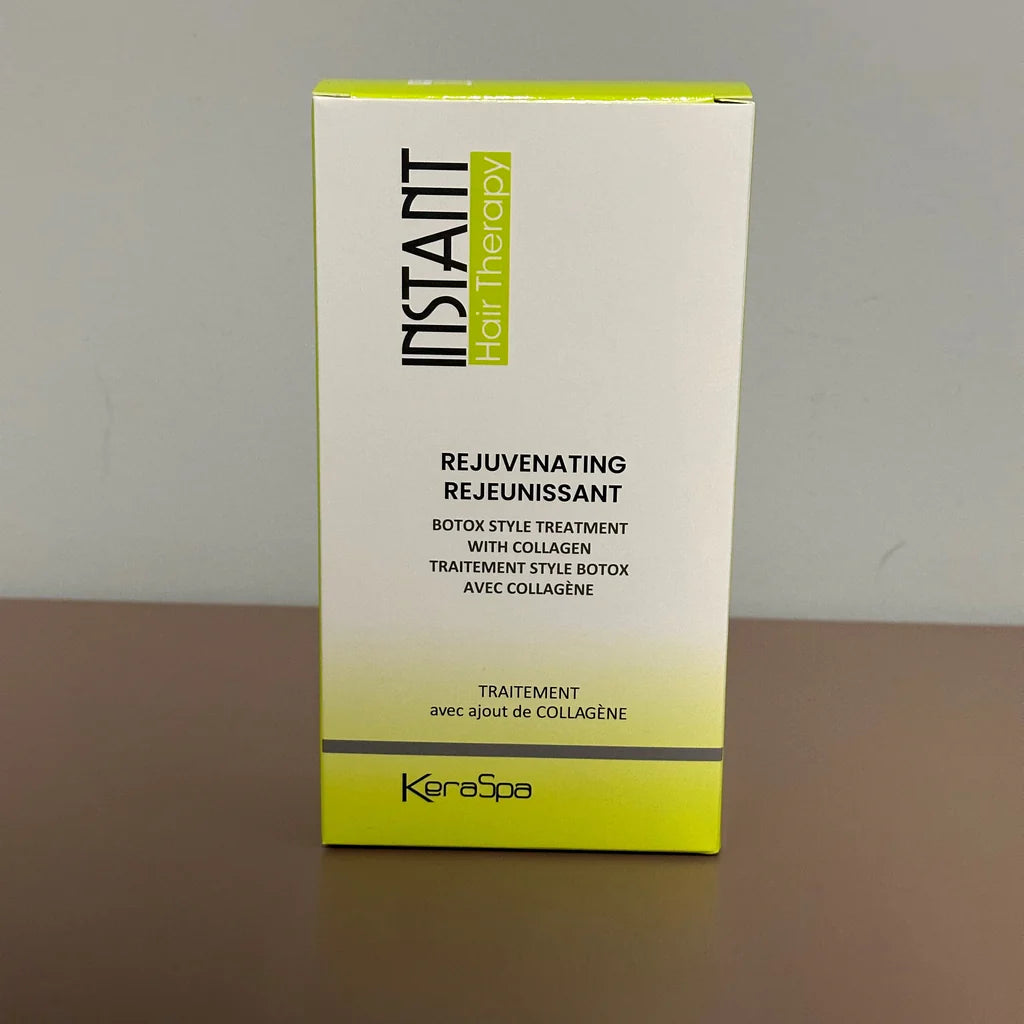 INSTANT
Hair Therapy
REJUVENATING
REJEUNISSANT
BOTOX STYLE TREATMENT
WITH COLLAGEN
TRAITEMENT STYLE BOTOX
AVEC COLLAGÈNE
TRAITEMENT
avec ajout de COLLAGÈNE
KeraSpa